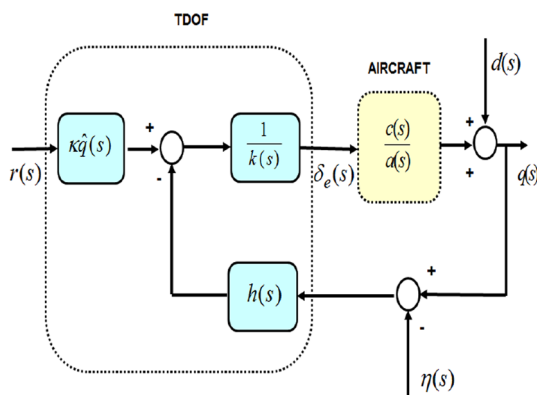 TDOF
AIRCRAFT
d(s)
κq̂(s)
+
-
1
k(s)
c(s)
a(s)
+
+
r(s)
δe(s)
q(s)
h(s)
+
-
η(s)